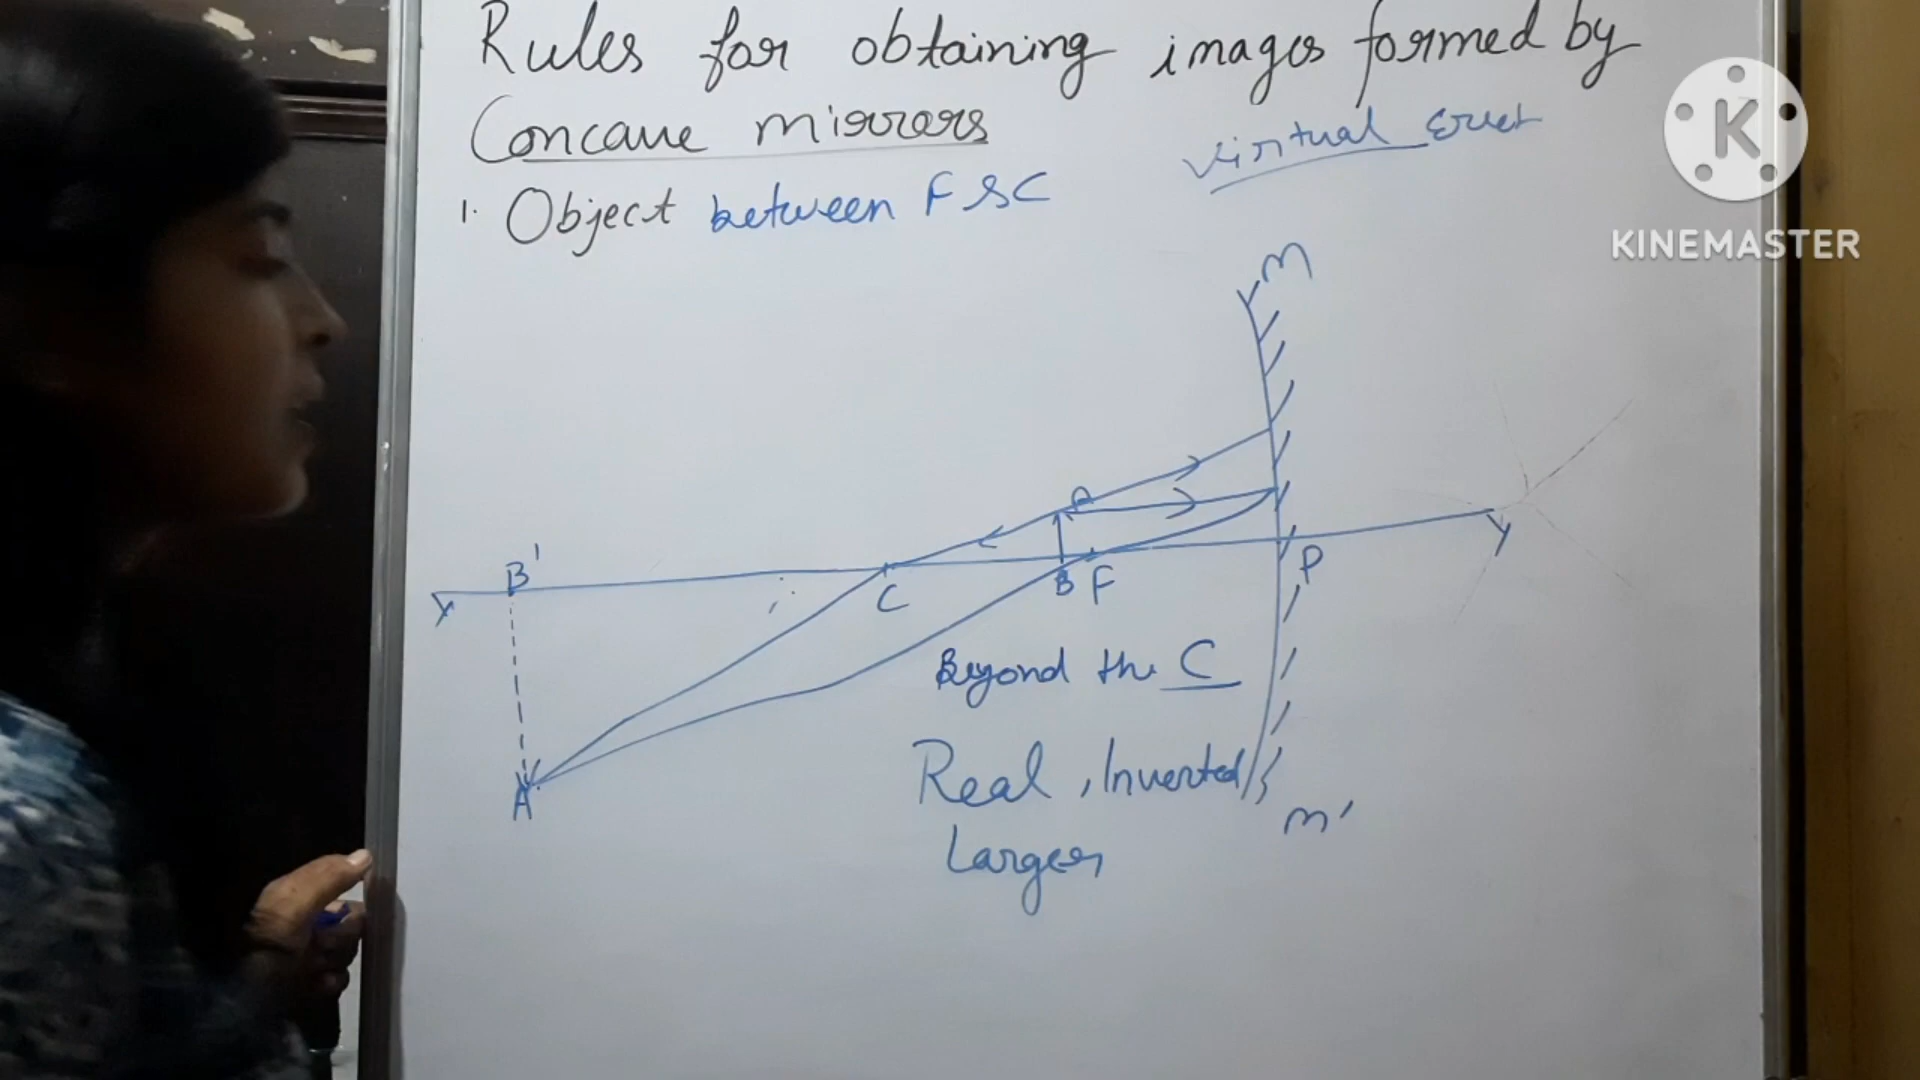 Rules for obtaining images formed by
Concave mirrors
Virtual Erect
1. Object between F & C
K
KINEMASTER
M
A
B'
C
B F
P
Y
Beyond the C
Real, Inverted
Larger
A'
M'